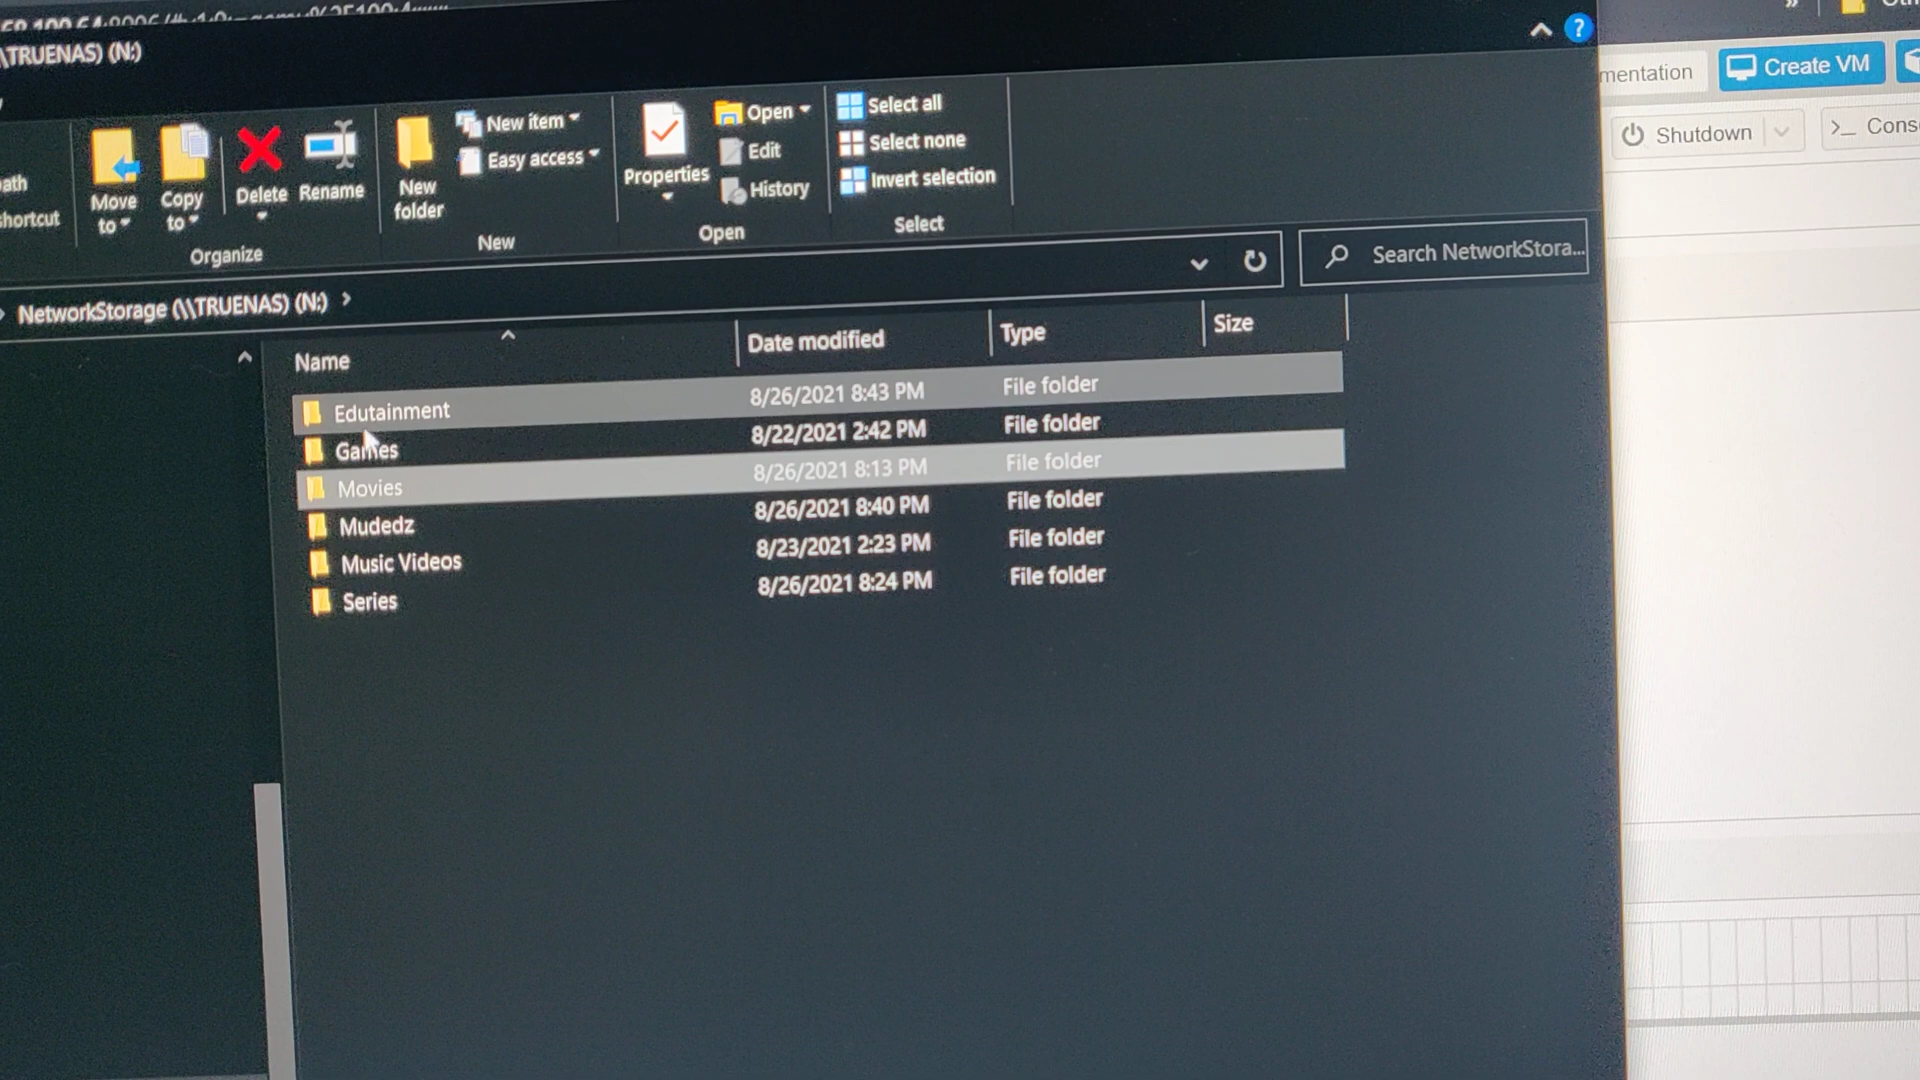 \TRUENAS) (N:)
mentation
Create VM
Shutdown
>_ Cons
ath
shortcut
Move to
Copy to
Delete
Rename
Organize
New folder
New item
Easy access
New
Properties
Open
Edit
History
Open
Select all
Select none
Invert selection
Select
NetworkStorage (\\TRUENAS) (N:)
Search NetworkStora...
Name Date modified Type Size
Edutainment 8/26/2021 8:43 PM File folder
Games 8/22/2021 2:42 PM File folder
Movies 8/26/2021 8:13 PM File folder
Mudedz 8/26/2021 8:40 PM File folder
Music Videos 8/23/2021 2:23 PM File folder
Series 8/26/2021 8:24 PM File folder